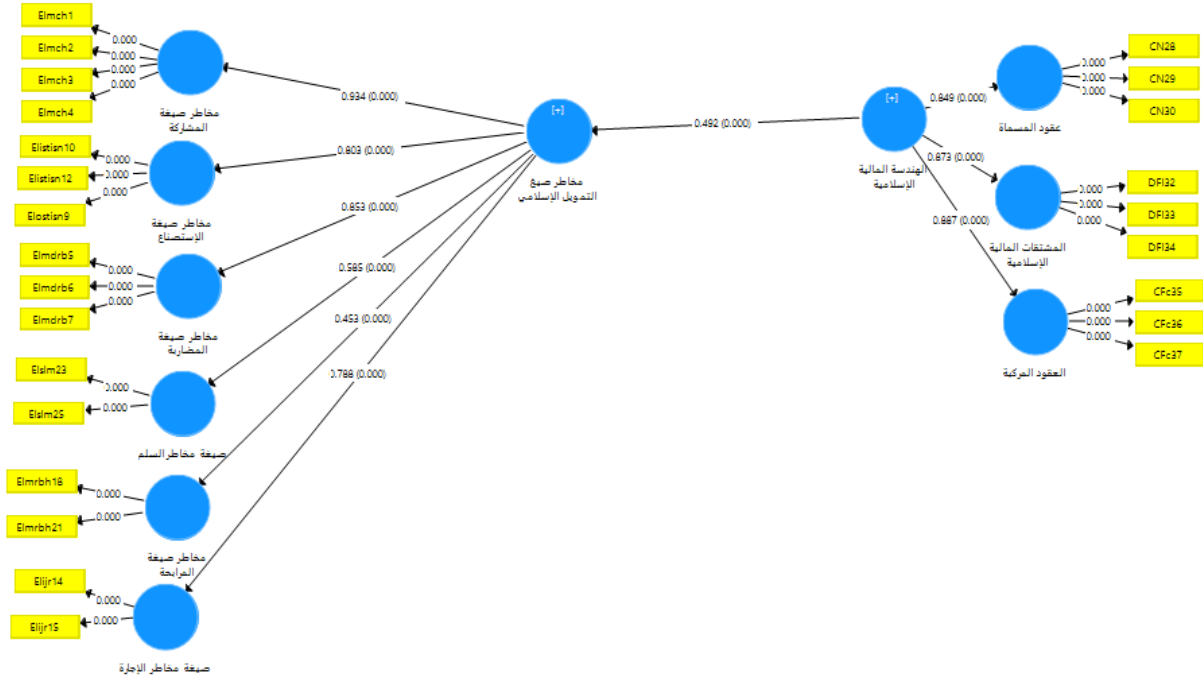 Elmch1
Elmch2
Elmch3
Elmch4
0.000
0.000
0.000
0.000
مخاطر صيغة
المشاركة
Elistisn10
Elistisn12
Elostisn9
0.000
0.000
0.000
مخاطر صيغة
الإستصناع
Elmdrb5
Elmdrb6
Elmdrb7
0.000
0.000
0.000
مخاطر صيغة
المضاربة
Elslm23
Elslm25
0.000
0.000
صيغة مخاطر السلم
Elmrbh18
Elmrbh21
0.000
0.000
مخاطر صيغة
المرابحة
Elijr14
Elijr15
0.000
0.000
صيغة مخاطر الإجارة
0.934 (0.000)
0.803 (0.000)
0.853 (0.000)
0.585 (0.000)
0.453 (0.000)
0.788 (0.000)
[+]
مخاطر صيغ
التمويل الإسلامي
0.492 (0.000)
[+]
الهندسة المالية
الإسلامية
0.849 (0.000)
0.873 (0.000)
0.887 (0.000)
عقود المسماة
0.000
0.000
0.000
CN28
CN29
CN30
المشتقات المالية
الإسلامية
0.000
0.000
0.000
DFI32
DFI33
DFI34
العقود المركبة
0.000
0.000
0.000
CFc35
CFc36
CFc37